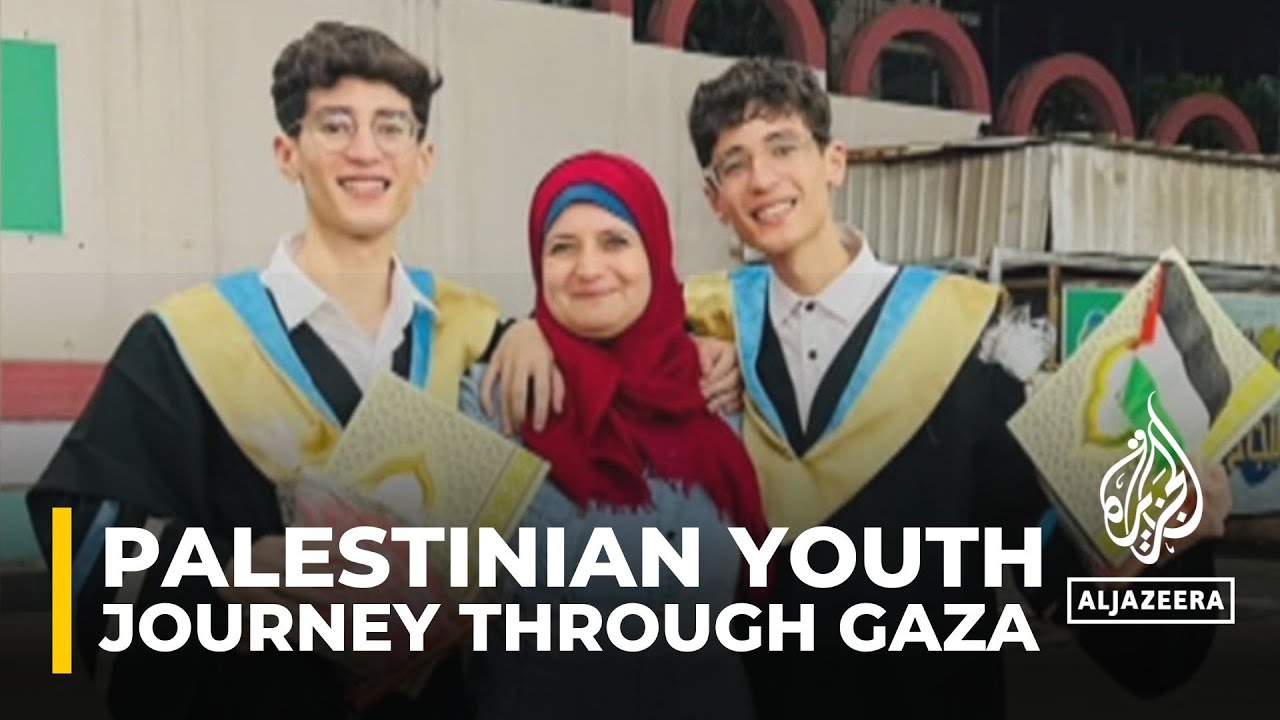 PALESTINIAN YOUTH
JOURNEY THROUGH GAZA
الجزيرة
ALJAZEERA